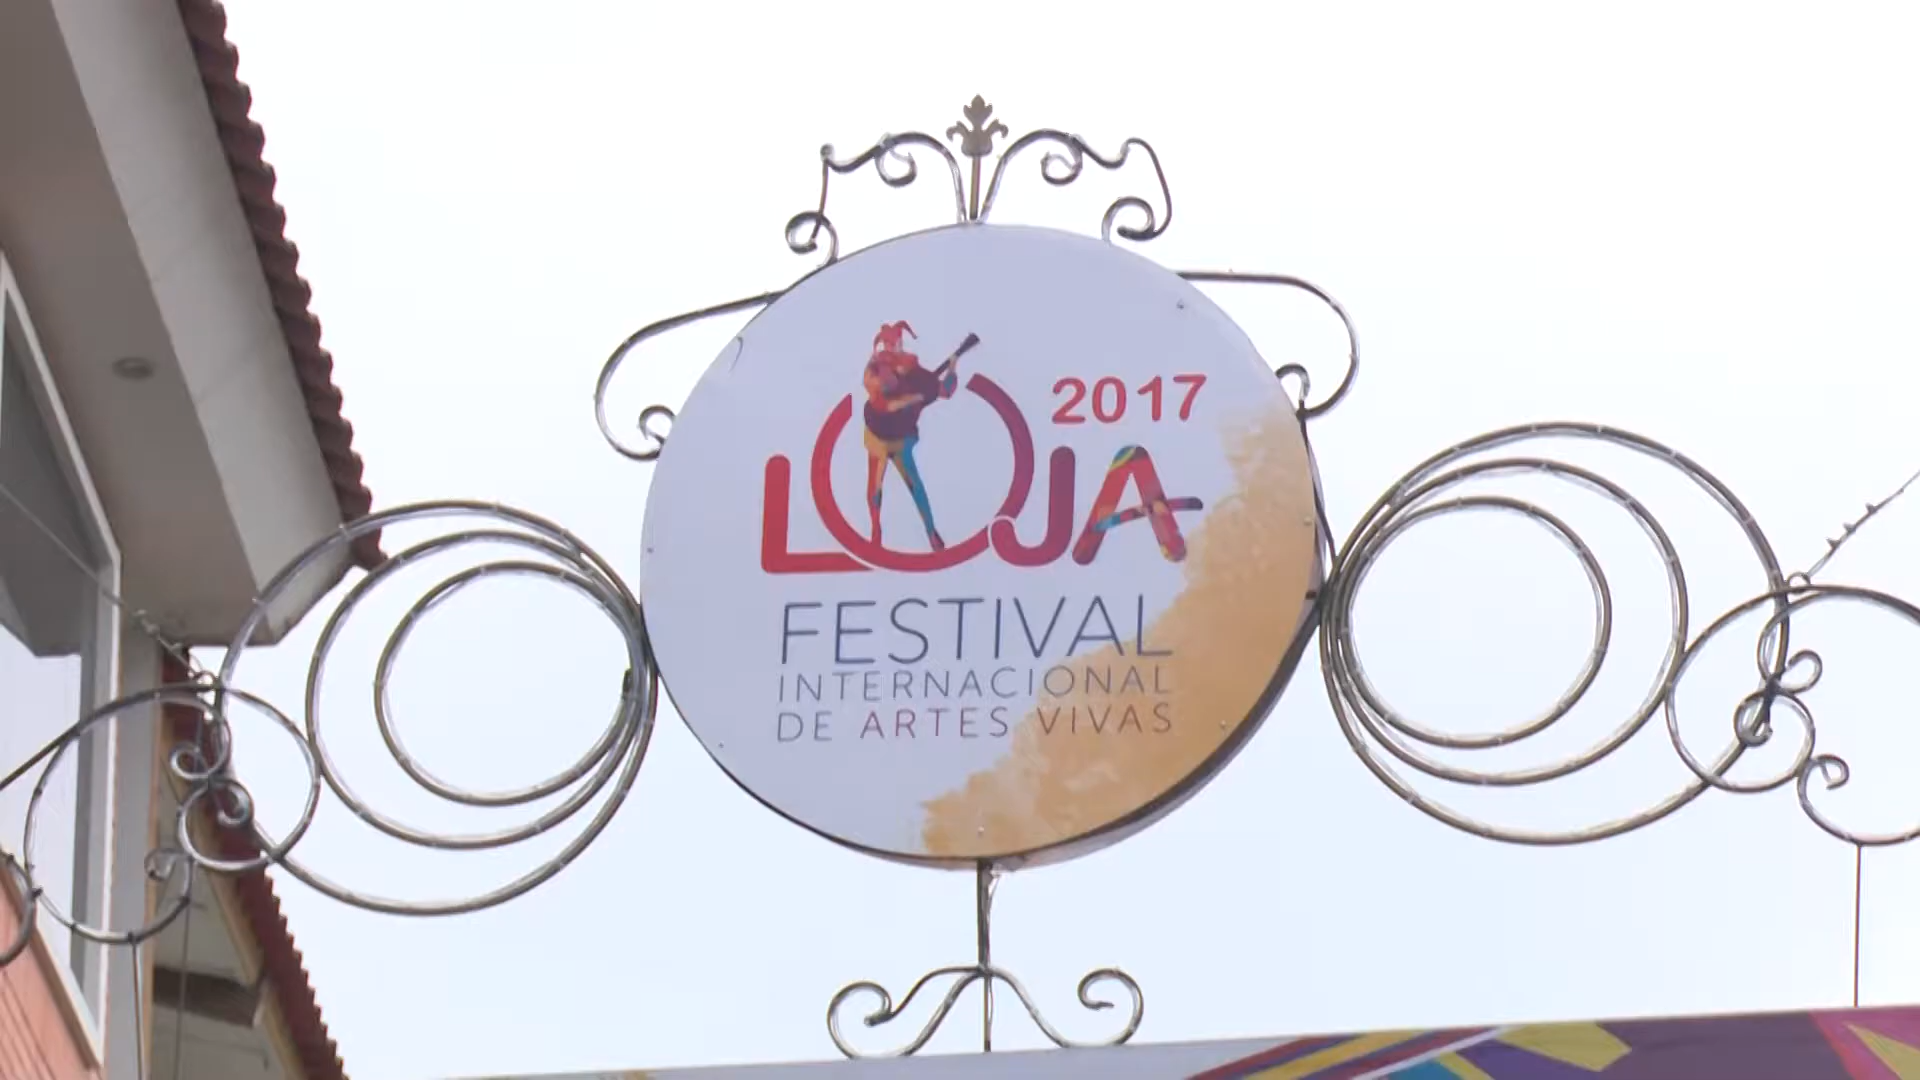 2017
LOJA
FESTIVAL
INTERNACIONAL
DE ARTES VIVAS